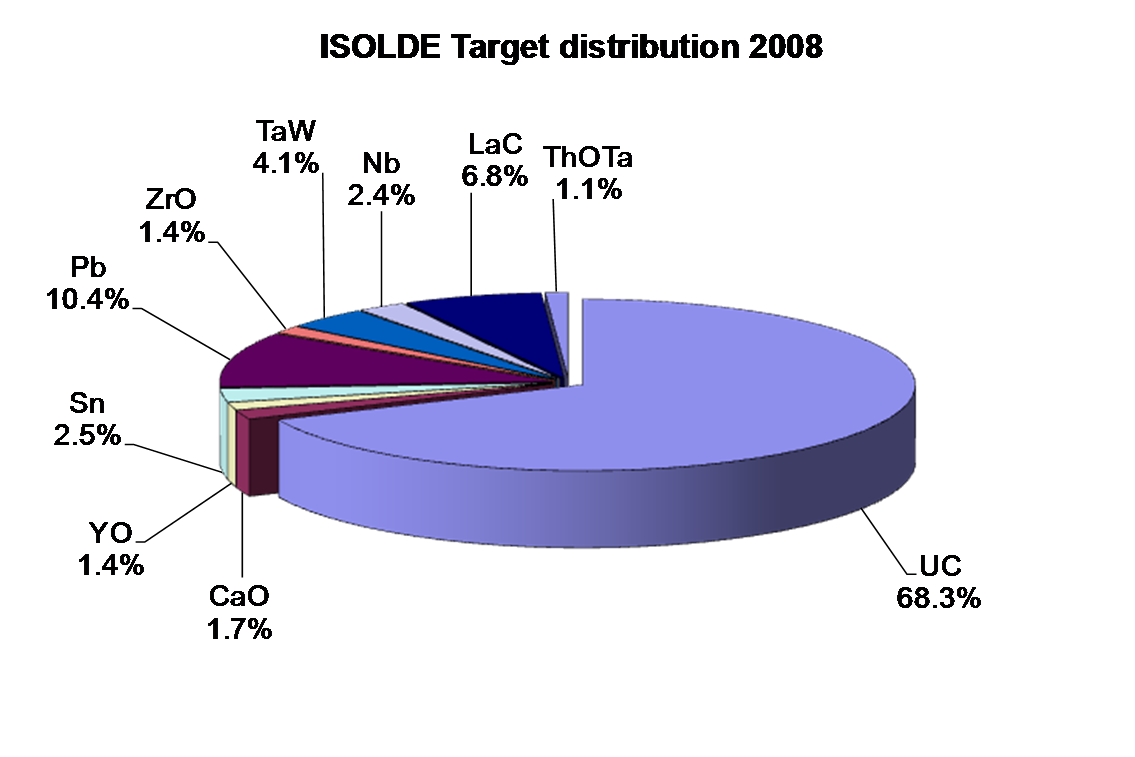 ISOLDE Target distribution 2008
TaW
4.1%
Nb
2.4%
LaC
6.8%
ThOTa
1.1%
ZrO
1.4%
Pb
10.4%
Sn
2.5%
YO
1.4%
CaO
1.7%
UC
68.3%